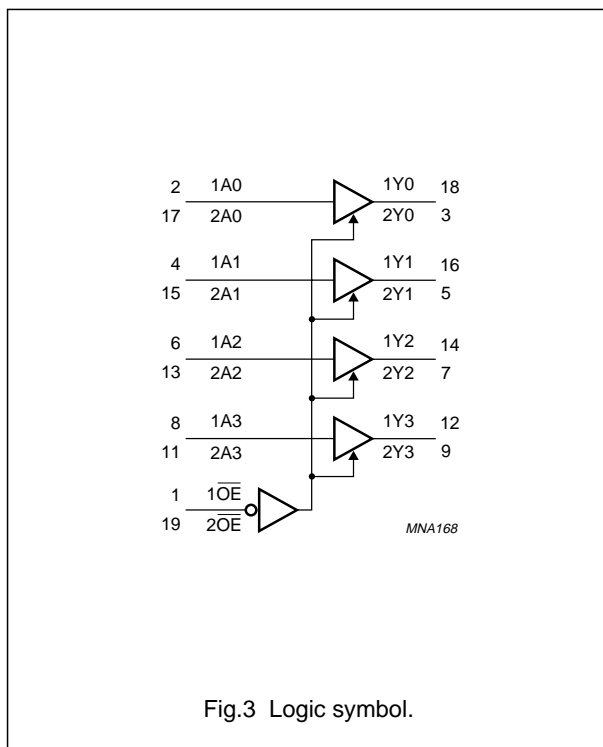 2 1A0 1Y0 18
17 2A0 2Y0 3
4 1A1 1Y1 16
15 2A1 2Y1 5
6 1A2 1Y2 14
13 2A2 2Y2 7
8 1A3 1Y3 12
11 2A3 2Y3 9
1 1O̅E̅
19 2O̅E̅
MNA168
Fig.3 Logic symbol.